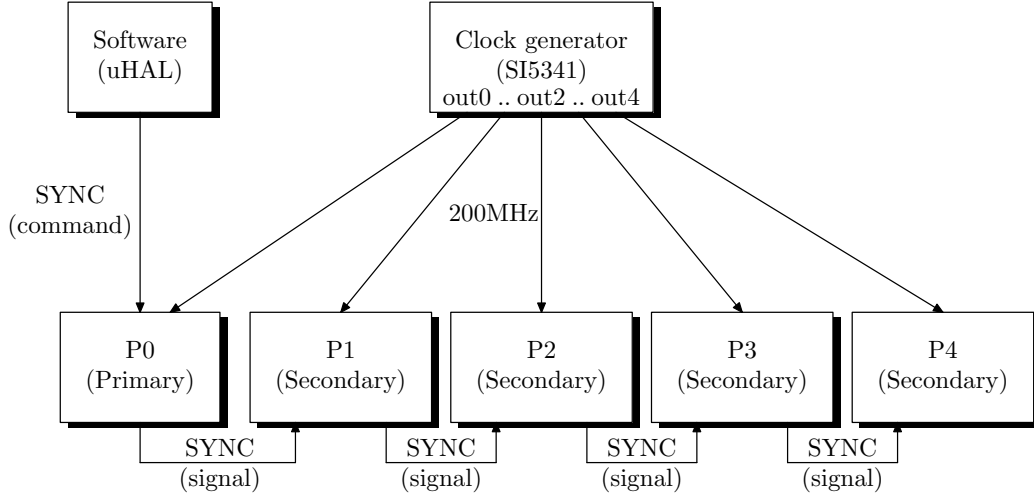 Software
(uHAL)
Clock generator
(SI5341)
out0 .. out2 .. out4
SYNC
(command)
200MHz
P0
(Primary)
P1
(Secondary)
P2
(Secondary)
P3
(Secondary)
P4
(Secondary)
SYNC
(signal)
SYNC
(signal)
SYNC
(signal)
SYNC
(signal)